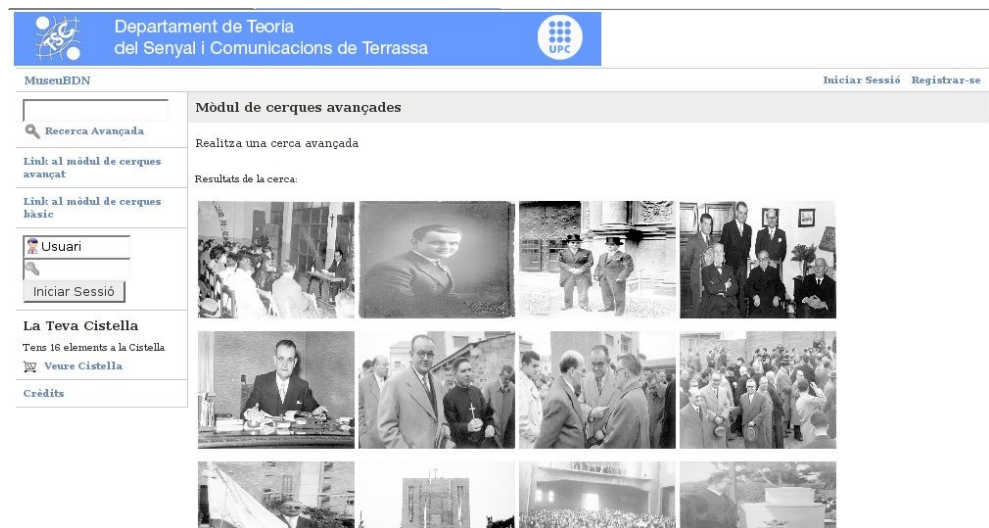 TSC
Departament de Teoria
del Senyal i Comunicacions de Terrassa
UPC
MuseuBDN
Iniciar Sessió Registrar-se
Recerca Avançada
Link al mòdul de cerques
avançat
Link al mòdul de cerques
bàsic
Usuari
Iniciar Sessió
La Teva Cistella
Tens 16 elements a la Cistella
Veure Cistella
Crèdits
Mòdul de cerques avançades
Realitza una cerca avançada
Resultats de la cerca: